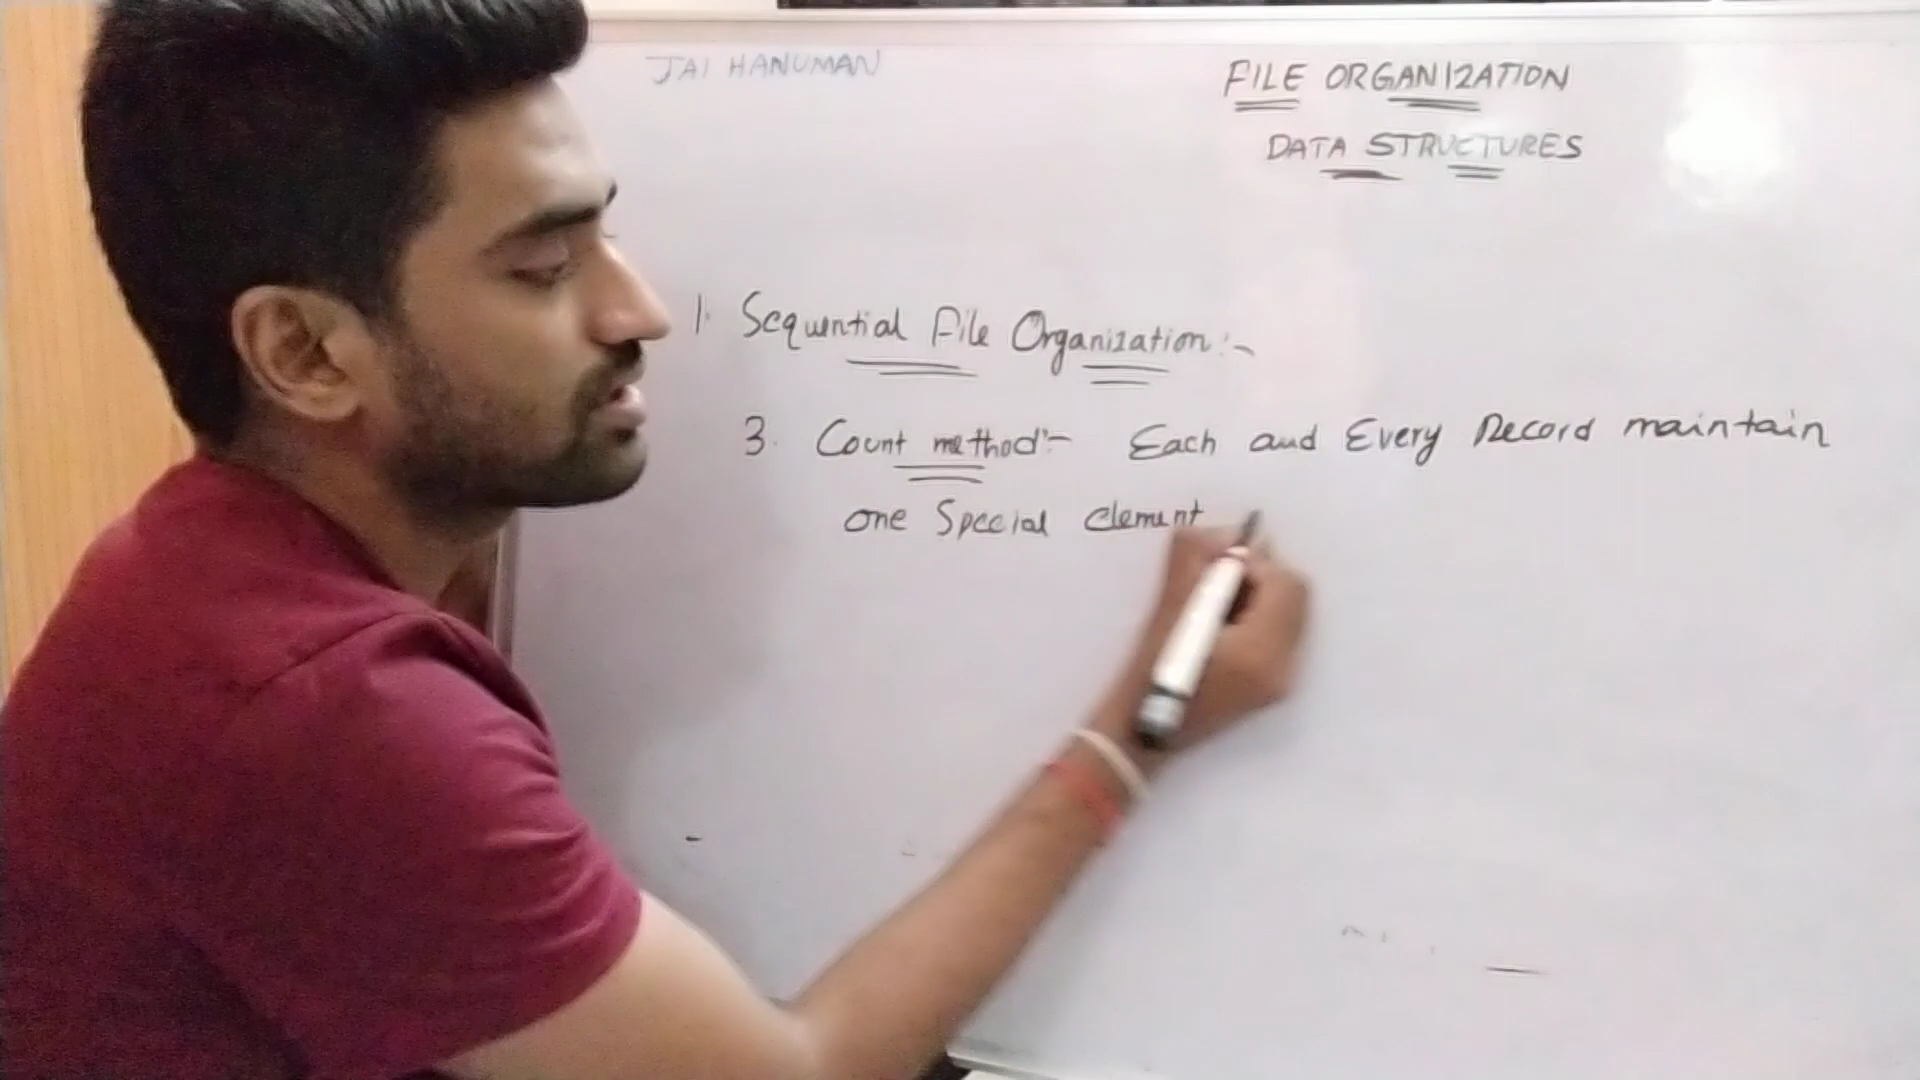 JAI HANUMAN
FILE ORGANIZATION
DATA STRUCTURES
1. Sequential File Organization:-
3. Count method:- Each and Every Record maintain
one Special element